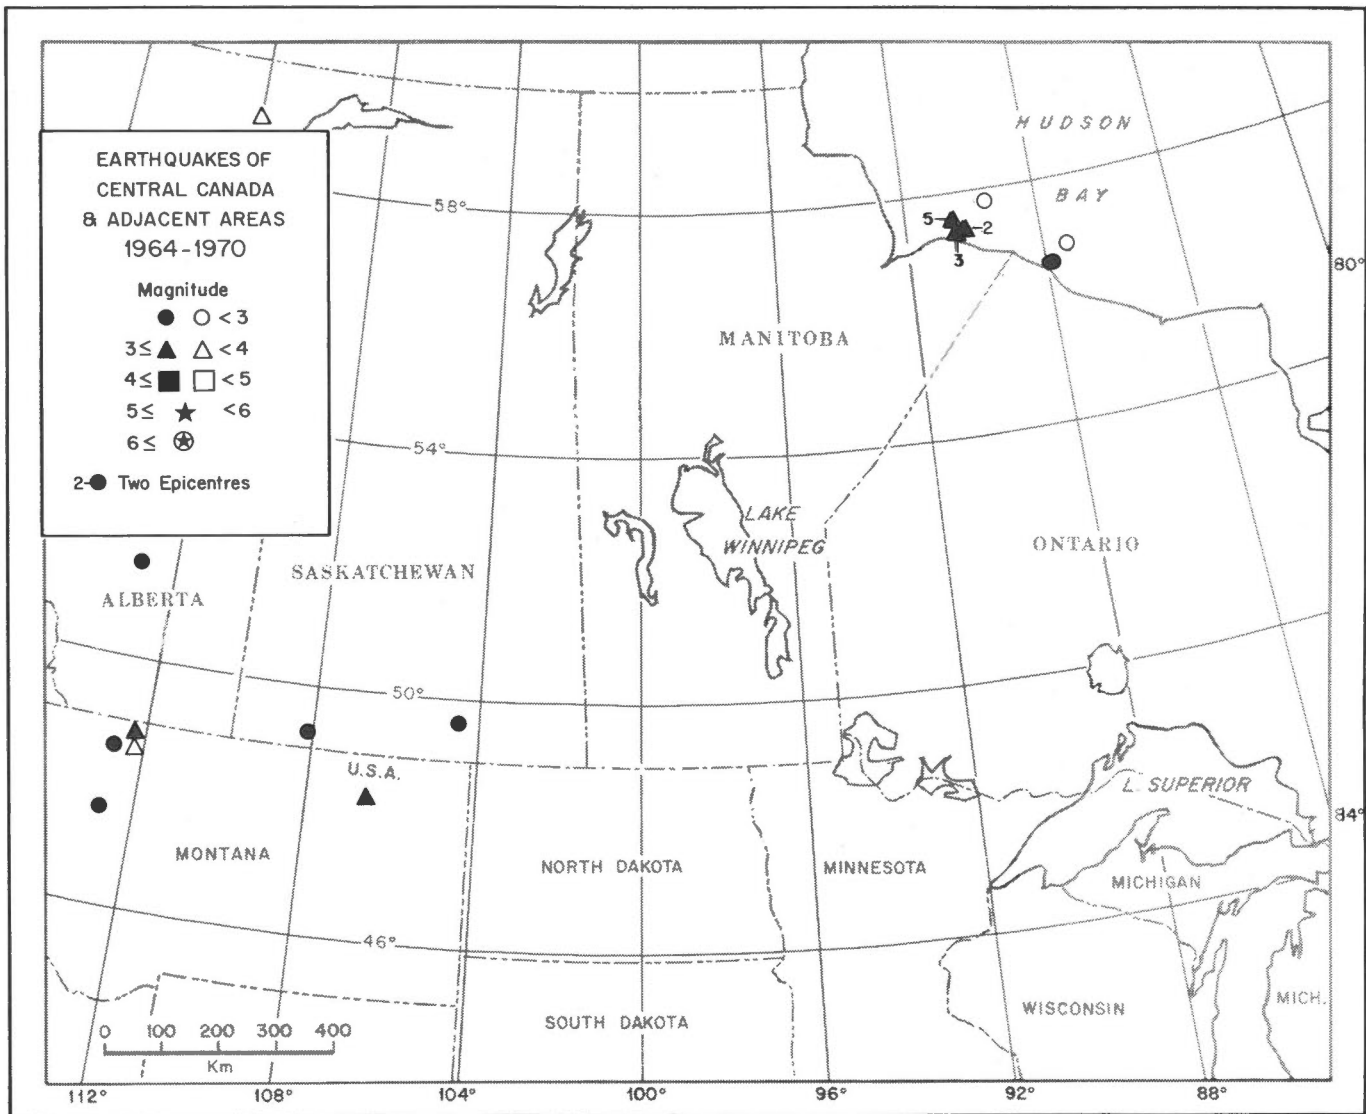 HUDSON
BAY
EARTHQUAKES OF
CENTRAL CANADA
& ADJACENT AREAS
1964-1970
Magnitude
<3
3≤ <4
4≤ <5
5≤ <6
6≤
2- Two Epicentres
58°
5
2
3
80°
MANITOBA
54°
LAKE
WINNIPEG
ONTARIO
SASKATCHEWAN
ALBERTA
50°
U.S.A.
L. SUPERIOR
84°
MONTANA
NORTH DAKOTA
MINNESOTA
MICHIGAN
46°
MICH.
WISCONSIN
SOUTH DAKOTA
0 100 200 300 400
Km
112° 108° 104° 100° 96° 92° 88°